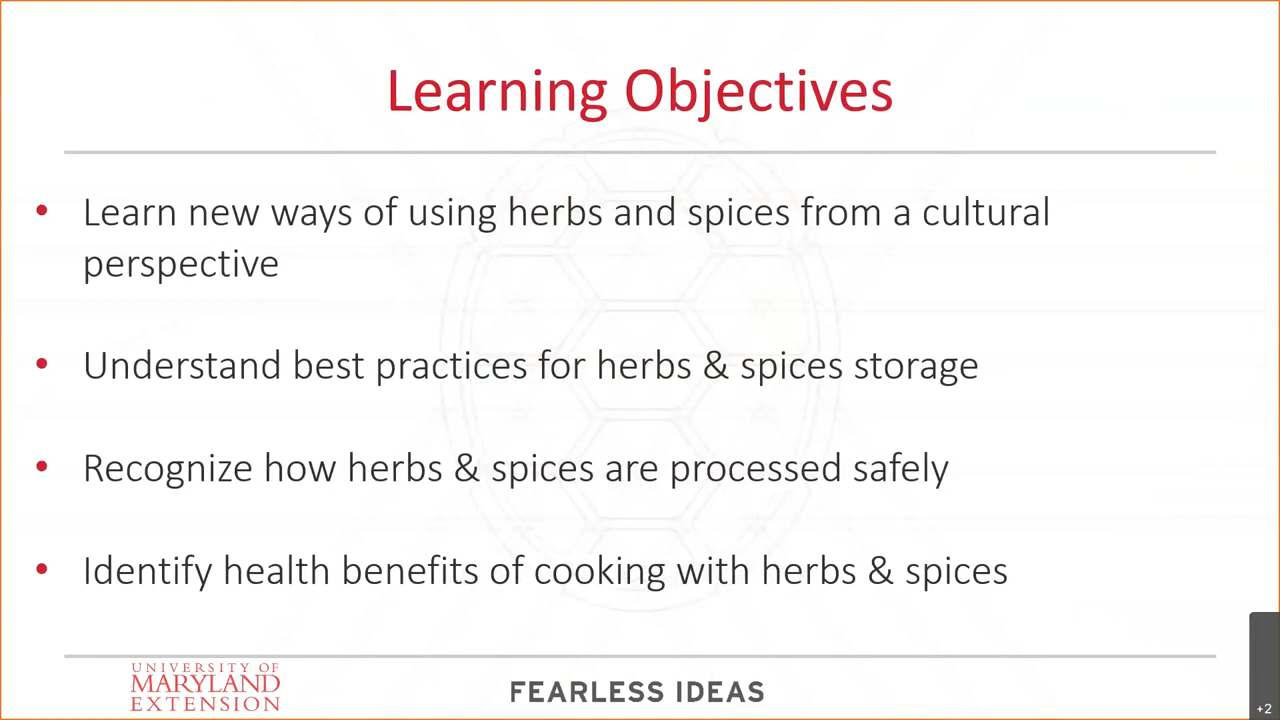 Learning Objectives
• Learn new ways of using herbs and spices from a cultural
perspective
• Understand best practices for herbs & spices storage
• Recognize how herbs & spices are processed safely
• Identify health benefits of cooking with herbs & spices
UNIVERSITY OF
MARYLAND
EXTENSION
FEARLESS IDEAS
+2